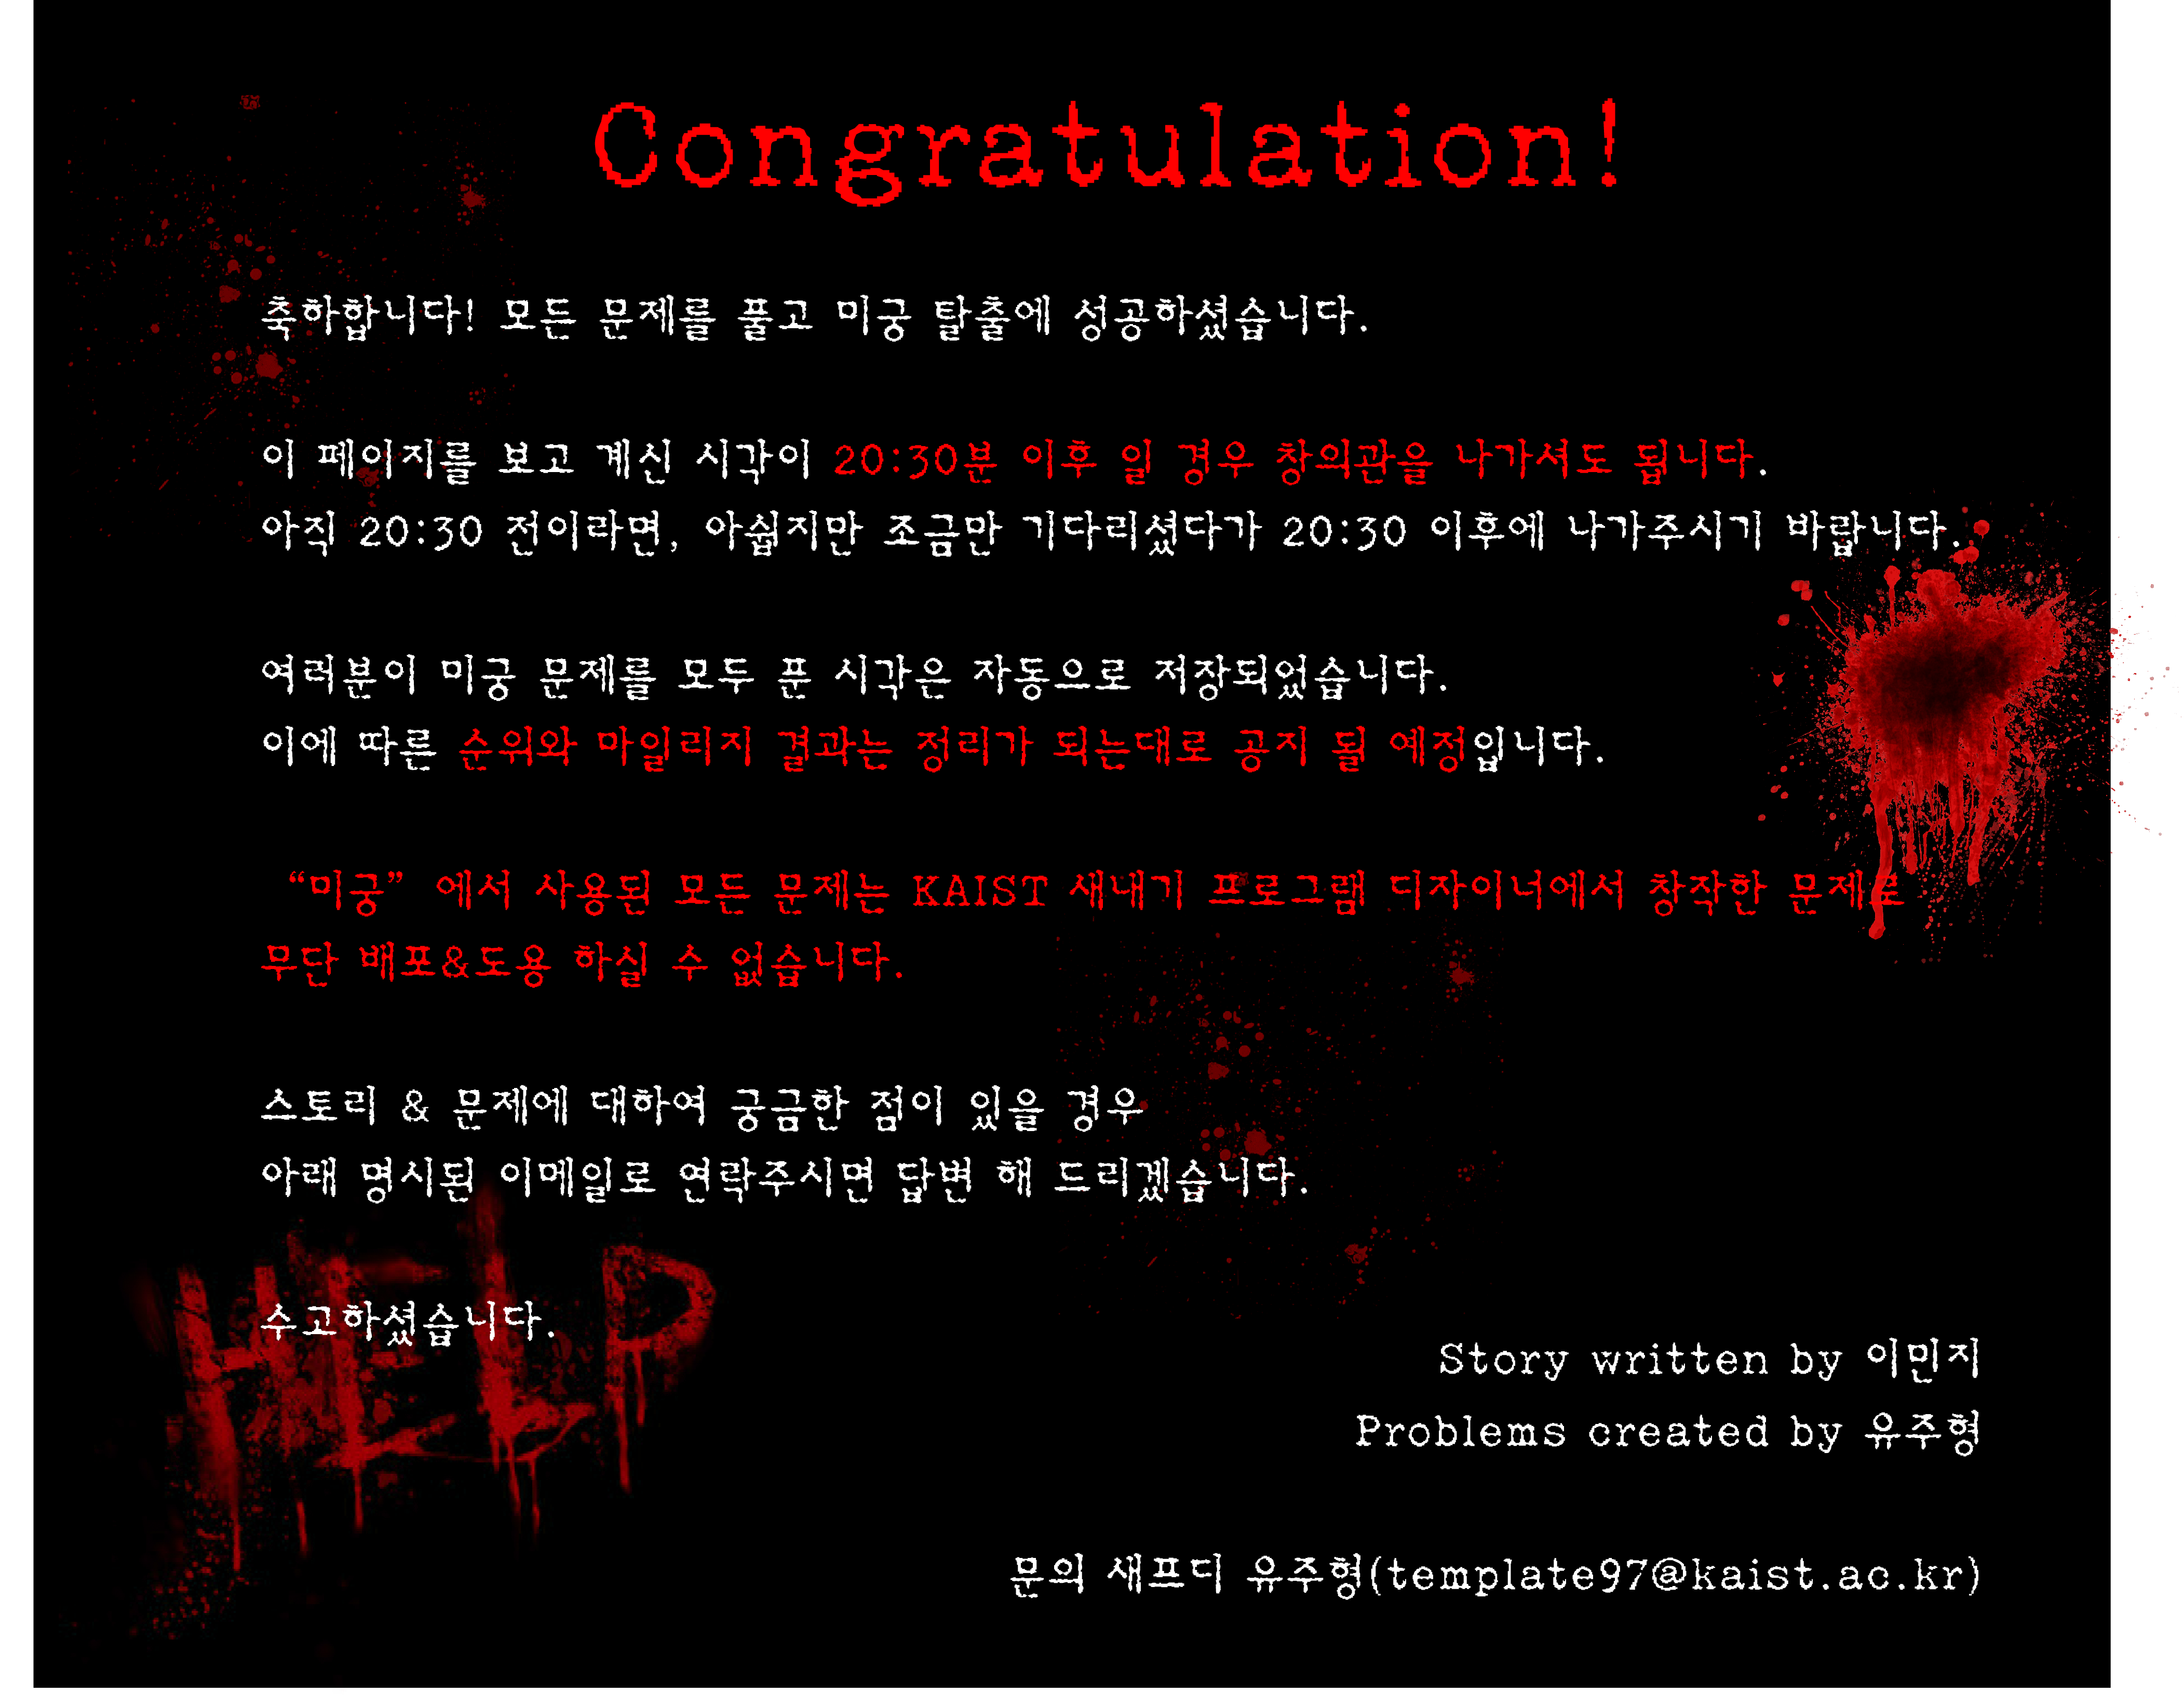 Congratulation!
축하합니다! 모든 문제를 풀고 미궁 탈출에 성공하셨습니다.
이 페이지를 보고 계신 시각이 20:30분 이후 일 경우 창의관을 나가셔도 됩니다.
아직 20:30 전이라면, 아쉽지만 조금만 기다리셨다가 20:30 이후에 나가주시기 바랍니다.
여러분이 미궁 문제를 모두 푼 시각은 자동으로 저장되었습니다.
이에 따른 순위와 마일리지 결과는 정리가 되는대로 공지 될 예정입니다.
“미궁” 에서 사용된 모든 문제는 KAIST 새내기 프로그램 디자이너에서 창작한 문제로
무단 배포&도용 하실 수 없습니다.
스토리 & 문제에 대하여 궁금한 점이 있을 경우
아래 명시된 이메일로 연락주시면 답변 해 드리겠습니다.
수고하셨습니다.
HELP
Story written by 이민지
Problems created by 유주형
문의 새프디 유주형(template97@kaist.ac.kr)